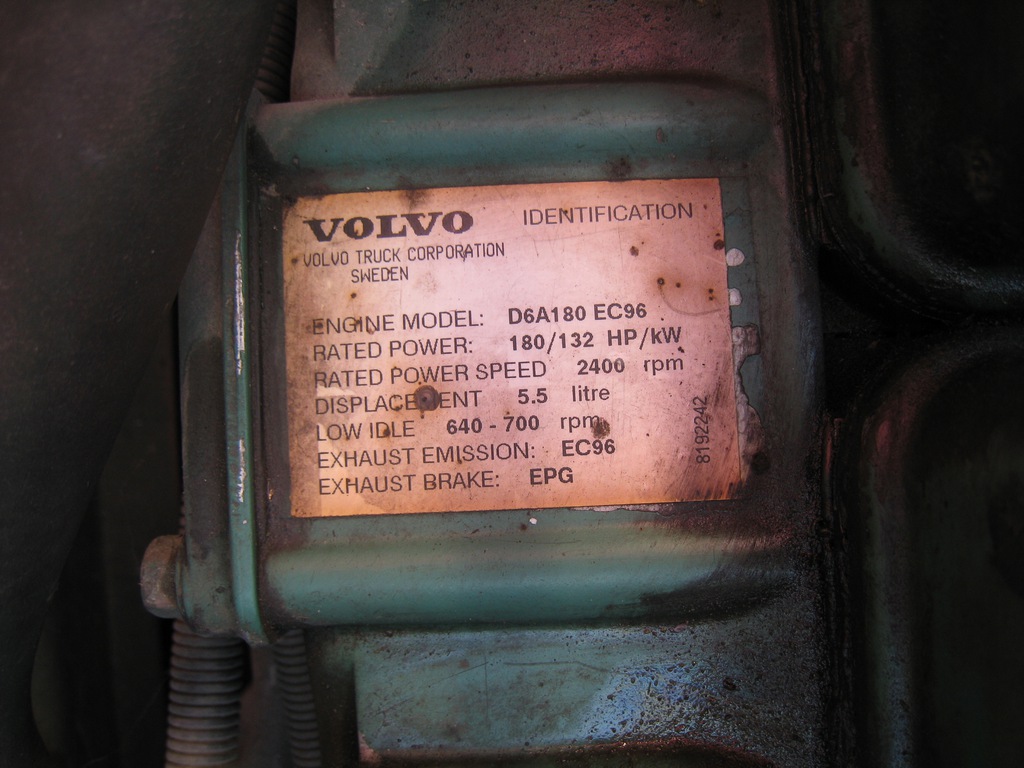 VOLVO IDENTIFICATION
VOLVO TRUCK CORPORATION
SWEDEN
ENGINE MODEL: D6A180 EC96
RATED POWER: 180/132 HP/kW
RATED POWER SPEED 2400 rpm
DISPLACEMENT 5.5 litre
LOW IDLE 640 - 700 rpm
EXHAUST EMISSION: EC96
EXHAUST BRAKE: EPG
8192242